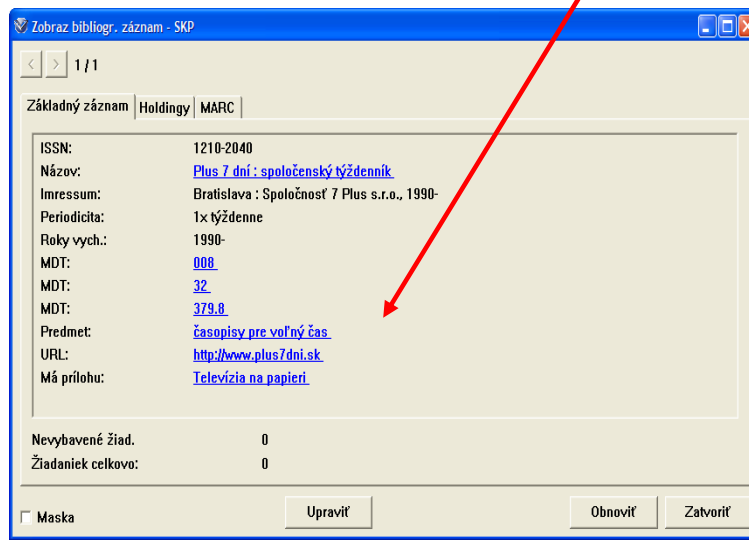 Zobraz bibliogr. záznam - SKP
< > 1 / 1
Základný záznam Holdingy MARC
ISSN: 1210-2040
Názov: Plus 7 dní : spoločenský týždenník
Imressum: Bratislava : Spoločnosť 7 Plus s.r.o., 1990-
Periodicita: 1x týždenne
Roky vych.: 1990-
MDT: 008
MDT: 32
MDT: 379.8
Predmet: časopisy pre voľný čas
URL: http://www.plus7dni.sk
Má prílohu: Televízia na papieri
Nevybavené žiad. 0
Žiadaniek celkovo: 0
Maska Upraviť Obnoviť Zatvoriť